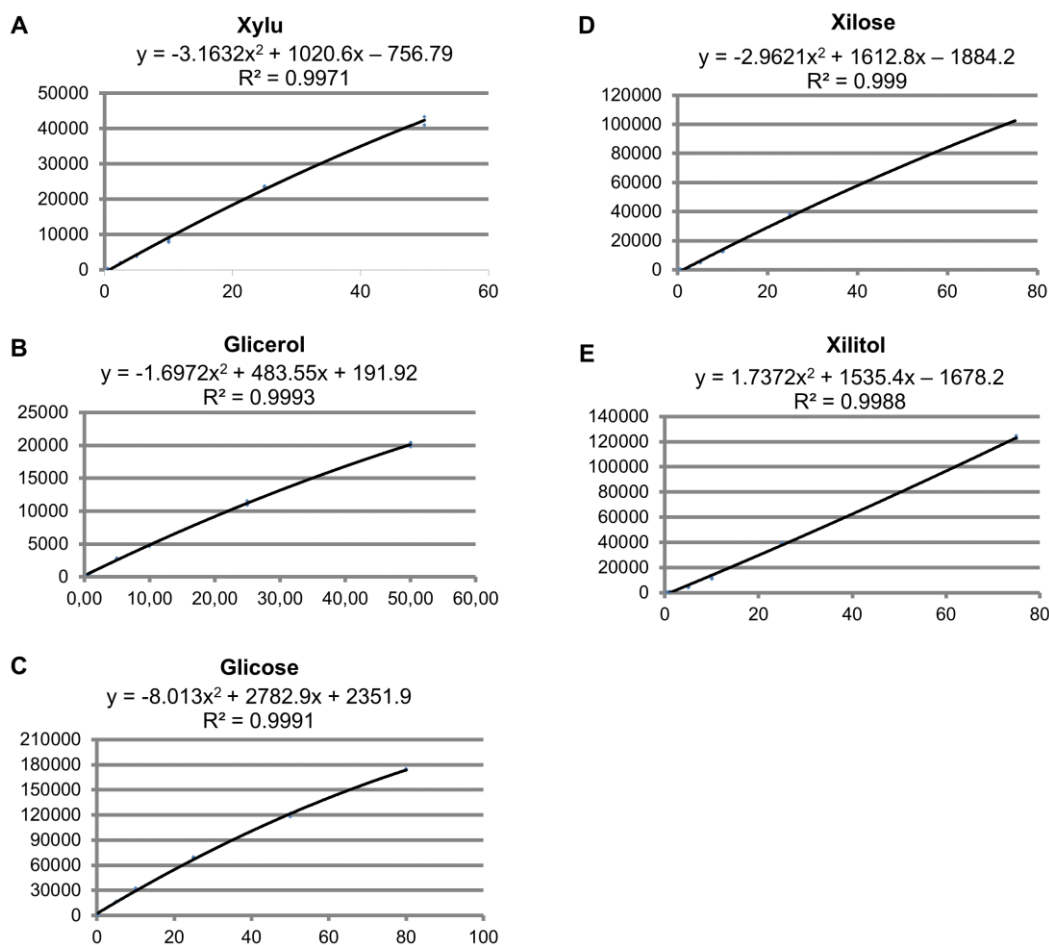 A
Xylu
y = -3.1632x² + 1020.6x – 756.79
R² = 0.9971
50000
40000
30000
20000
10000
0
0 20 40 60
B
Glicerol
y = -1.6972x² + 483.55x + 191.92
R² = 0.9993
25000
20000
15000
10000
5000
0
0,00 10,00 20,00 30,00 40,00 50,00 60,00
C
Glicose
y = -8.013x² + 2782.9x + 2351.9
R² = 0.9991
210000
180000
150000
120000
90000
60000
30000
0
0 20 40 60 80 100
D
Xilose
y = -2.9621x² + 1612.8x – 1884.2
R² = 0.999
120000
100000
80000
60000
40000
20000
0
0 20 40 60 80
E
Xilitol
y = 1.7372x² + 1535.4x – 1678.2
R² = 0.9988
140000
120000
100000
80000
60000
40000
20000
0
0 20 40 60 80